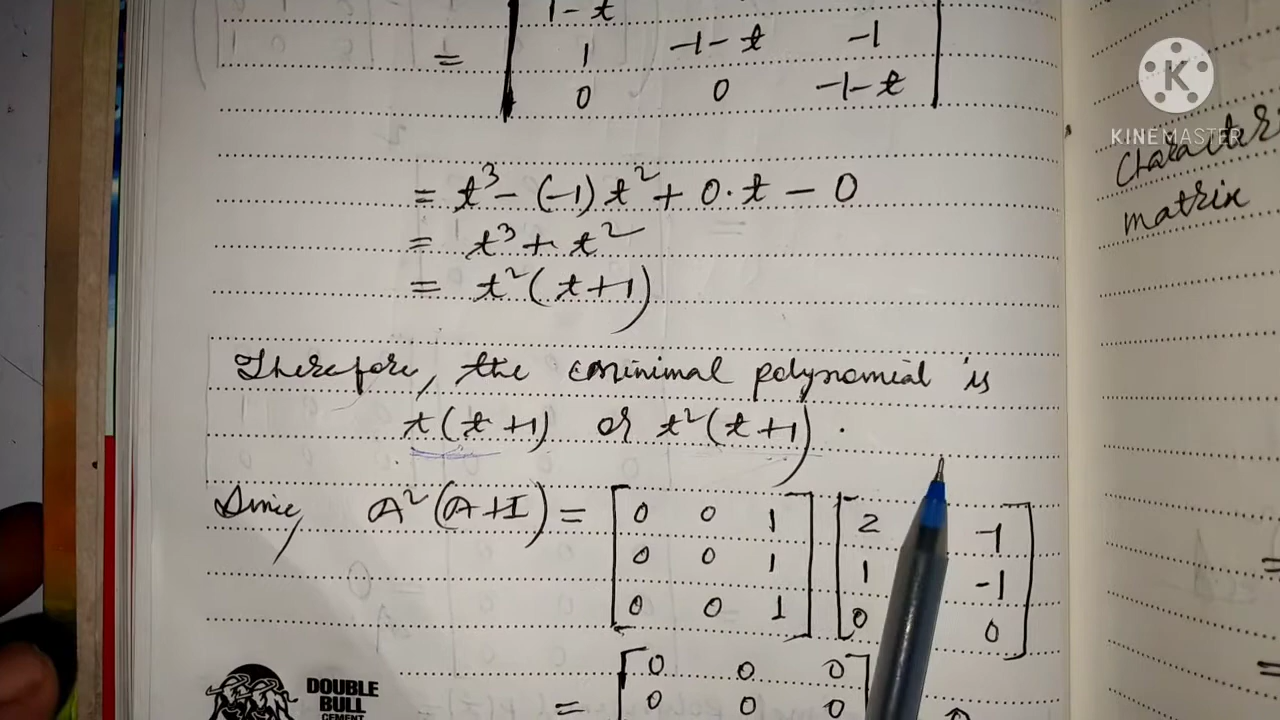 1-t
= 1 -1-t -1
0 0 -1-t
= t³ - (-1)t² + 0·t - 0
= t³ + t²
= t²(t+1)
Therefore, the minimal polynomial is
t(t+1) or t²(t+1).
Since, A²(A+I) = [0 0 1] [2 -1]
[0 0 1] [1 -1]
[0 0 1] [0 0]
= [0 0 0]
0 0 0
DOUBLE
BULL
CEMENT
KINEMASTER
Character
matrix
=
=